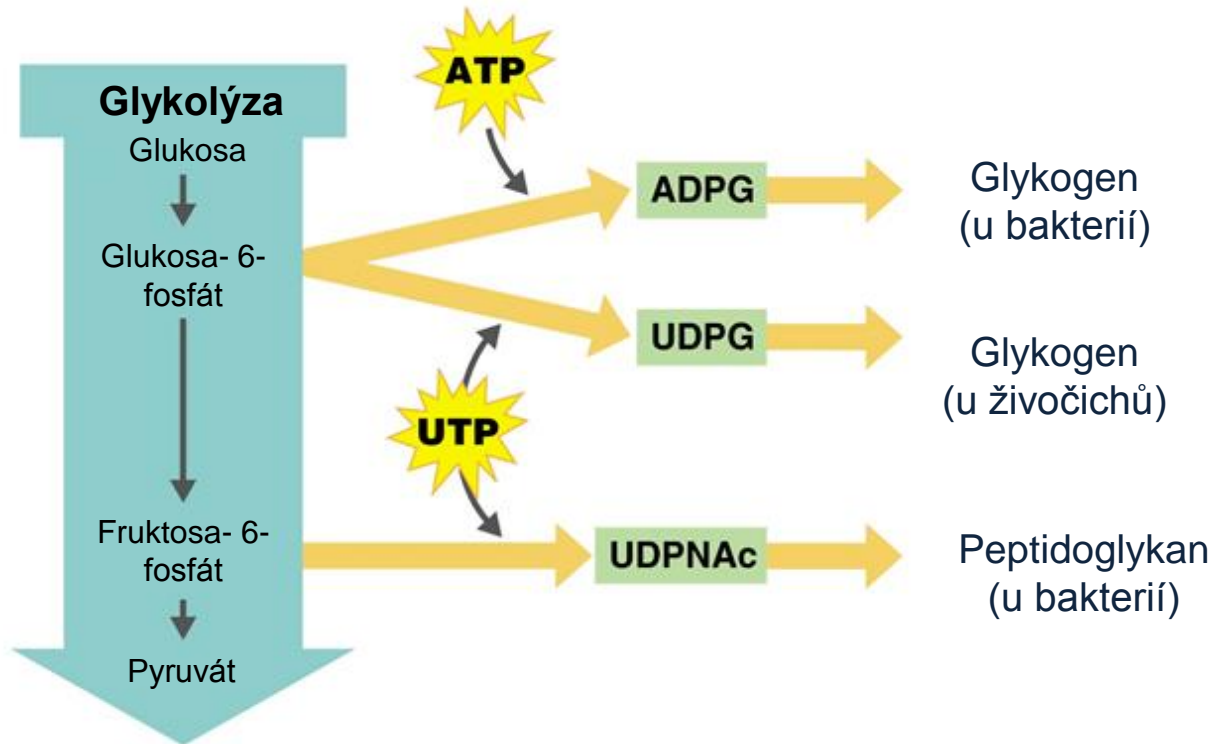 Glykolýza
Glukosa
Glukosa- 6-
fosfát
Fruktosa- 6-
fosfát
Pyruvát
ATP
UTP
ADPG
UDPG
UDPNAc
Glykogen
(u bakterií)
Glykogen
(u živočichů)
Peptidoglykan
(u bakterií)